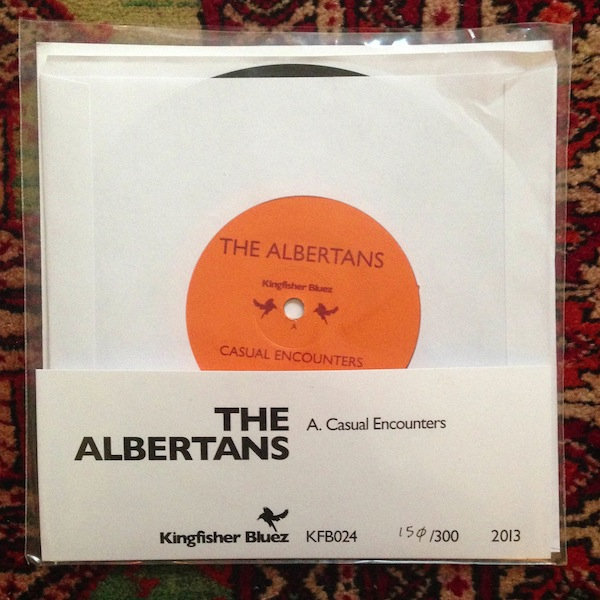 THE ALBERTANS
Kingfisher Bluez
A
CASUAL ENCOUNTERS
THE
ALBERTANS
A. Casual Encounters
Kingfisher Bluez
KFB024
150/300
2013